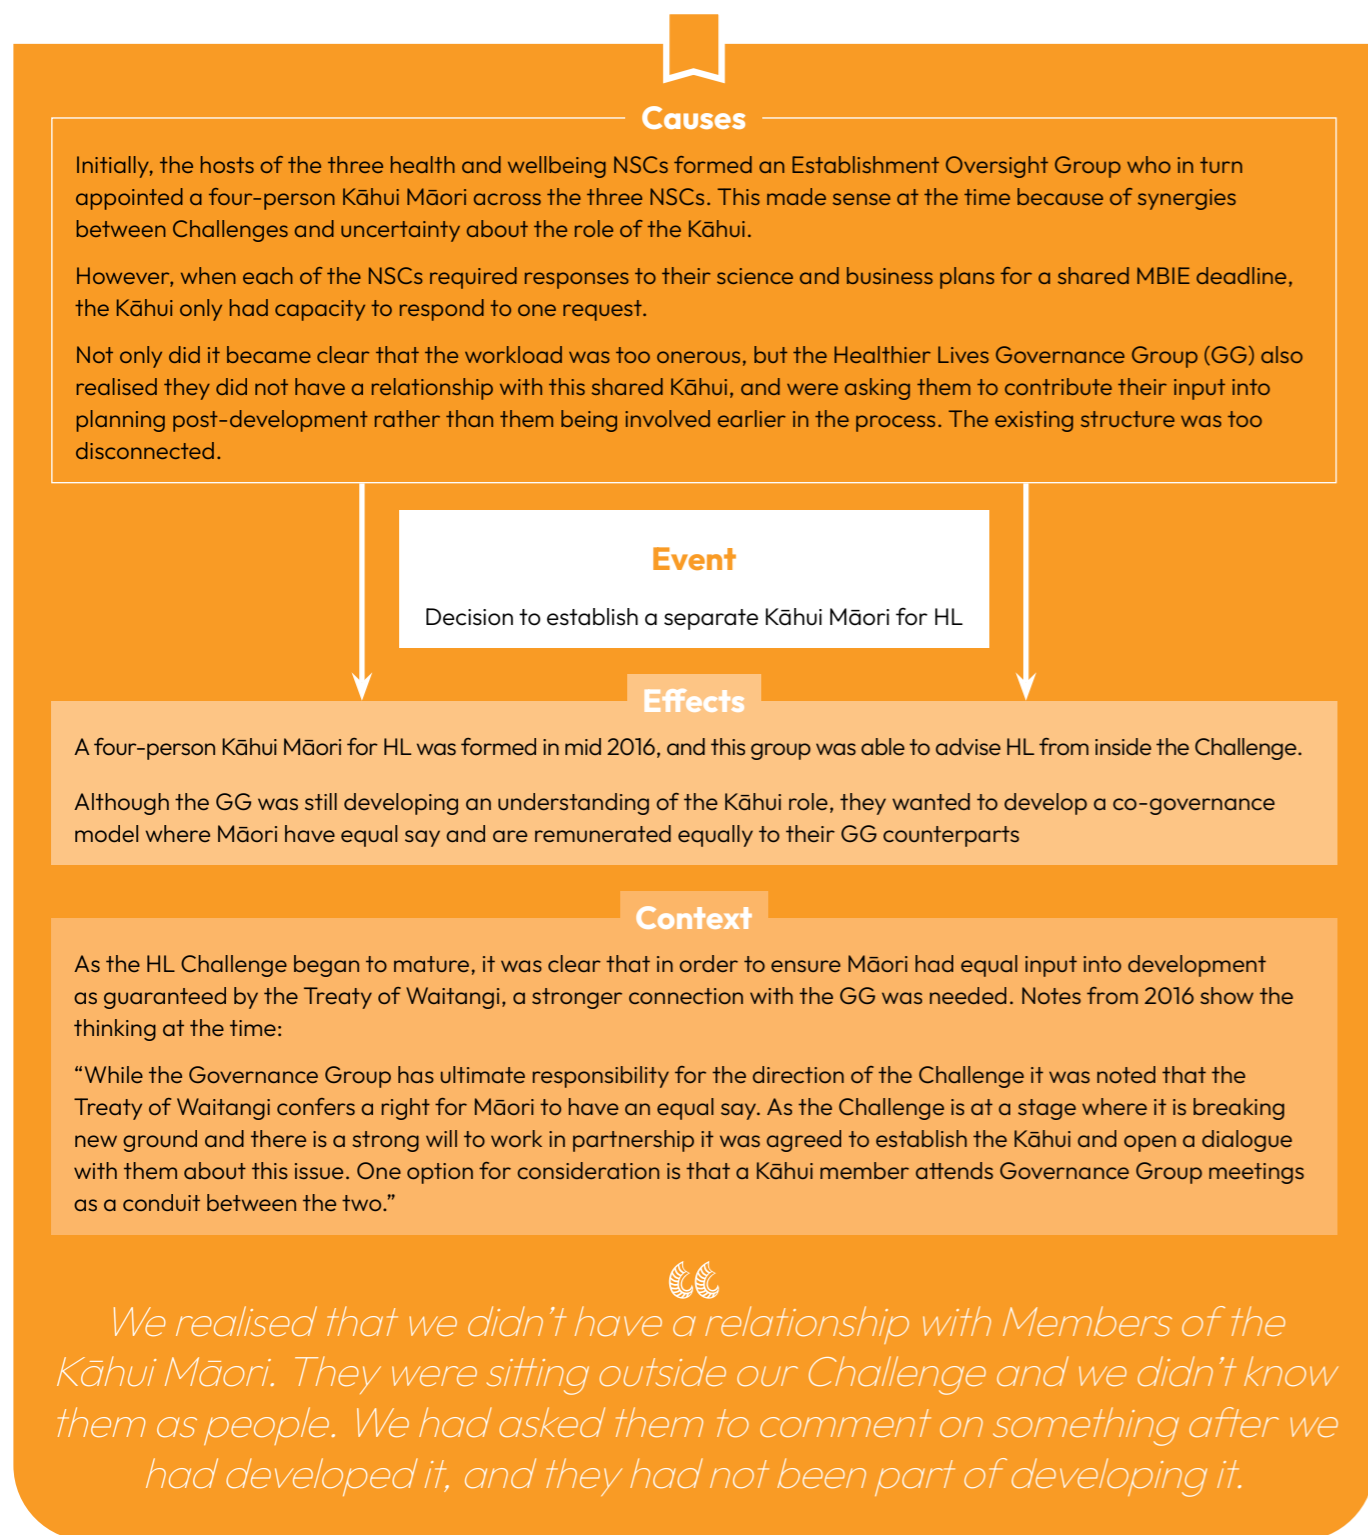 Causes
Initially, the hosts of the three health and wellbeing NSCs formed an Establishment Oversight Group who in turn
appointed a four-person Kāhui Māori across the three NSCs. This made sense at the time because of synergies
between Challenges and uncertainty about the role of the Kāhui.
However, when each of the NSCs required responses to their science and business plans for a shared MBIE deadline,
the Kāhui only had capacity to respond to one request.
Not only did it became clear that the workload was too onerous, but the Healthier Lives Governance Group (GG) also
realised they did not have a relationship with this shared Kāhui, and were asking them to contribute their input into
planning post-development rather than them being involved earlier in the process. The existing structure was too
disconnected.
Event
Decision to establish a separate Kāhui Māori for HL
Effects
A four-person Kāhui Māori for HL was formed in mid 2016, and this group was able to advise HL from inside the Challenge.
Although the GG was still developing an understanding of the Kāhui role, they wanted to develop a co-governance
model where Māori have equal say and are remunerated equally to their GG counterparts
Context
As the HL Challenge began to mature, it was clear that in order to ensure Māori had equal input into development
as guaranteed by the Treaty of Waitangi, a stronger connection with the GG was needed. Notes from 2016 show the
thinking at the time:
“While the Governance Group has ultimate responsibility for the direction of the Challenge it was noted that the
Treaty of Waitangi confers a right for Māori to have an equal say. As the Challenge is at a stage where it is breaking
new ground and there is a strong will to work in partnership it was agreed to establish the Kāhui and open a dialogue
with them about this issue. One option for consideration is that a Kāhui member attends Governance Group meetings
as a conduit between the two.”
We realised that we didn’t have a relationship with Members of the
Kāhui Māori. They were sitting outside our Challenge and we didn’t know
them as people. We had asked them to comment on something after we
had developed it, and they had not been part of developing it.